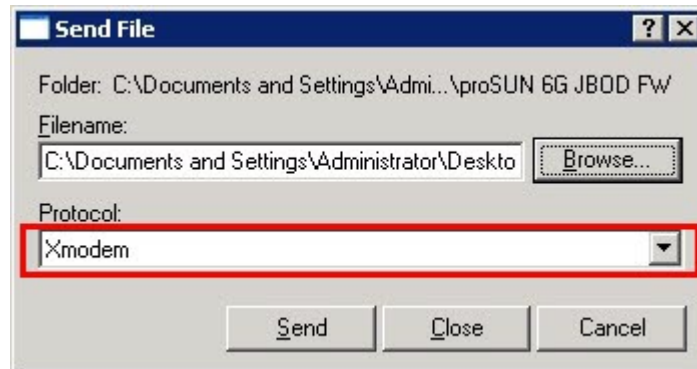 Send File
Folder: C:\Documents and Settings\Admi...\proSUN 6G JBOD FW
Filename:
C:\Documents and Settings\Administrator\Deskto
Browse...
Protocol:
Xmodem
Send Close Cancel